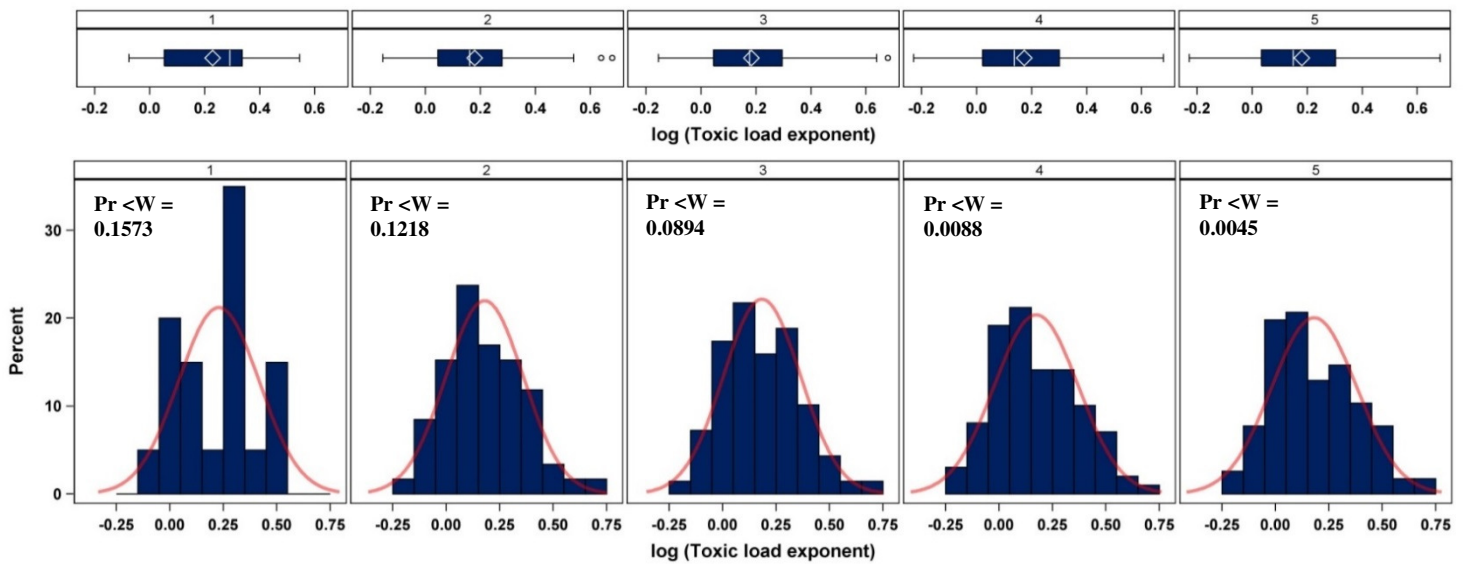 1 2 3 4 5
-0.2 0.0 0.2 0.4 0.6 -0.2 0.0 0.2 0.4 0.6 -0.2 0.0 0.2 0.4 0.6 -0.2 0.0 0.2 0.4 0.6 -0.2 0.0 0.2 0.4 0.6
log (Toxic load exponent)
1 2 3 4 5
Pr <W =
0.1573
Pr <W =
0.1218
Pr <W =
0.0894
Pr <W =
0.0088
Pr <W =
0.0045
Percent
30
20
10
0
-0.25 0.00 0.25 0.50 0.75 -0.25 0.00 0.25 0.50 0.75 -0.25 0.00 0.25 0.50 0.75 -0.25 0.00 0.25 0.50 0.75 -0.25 0.00 0.25 0.50 0.75
log (Toxic load exponent)